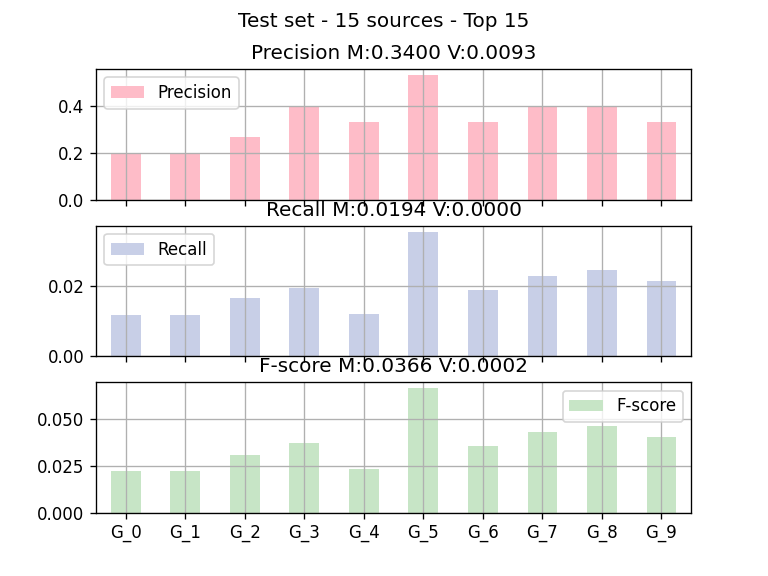 Test set - 15 sources - Top 15
Precision M:0.3400 V:0.0093
Precision
0.4
0.2
0.0
Recall M:0.0194 V:0.0000
Recall
0.02
0.00
F-score M:0.0366 V:0.0002
F-score
0.050
0.025
0.000
G_0 G_1 G_2 G_3 G_4 G_5 G_6 G_7 G_8 G_9